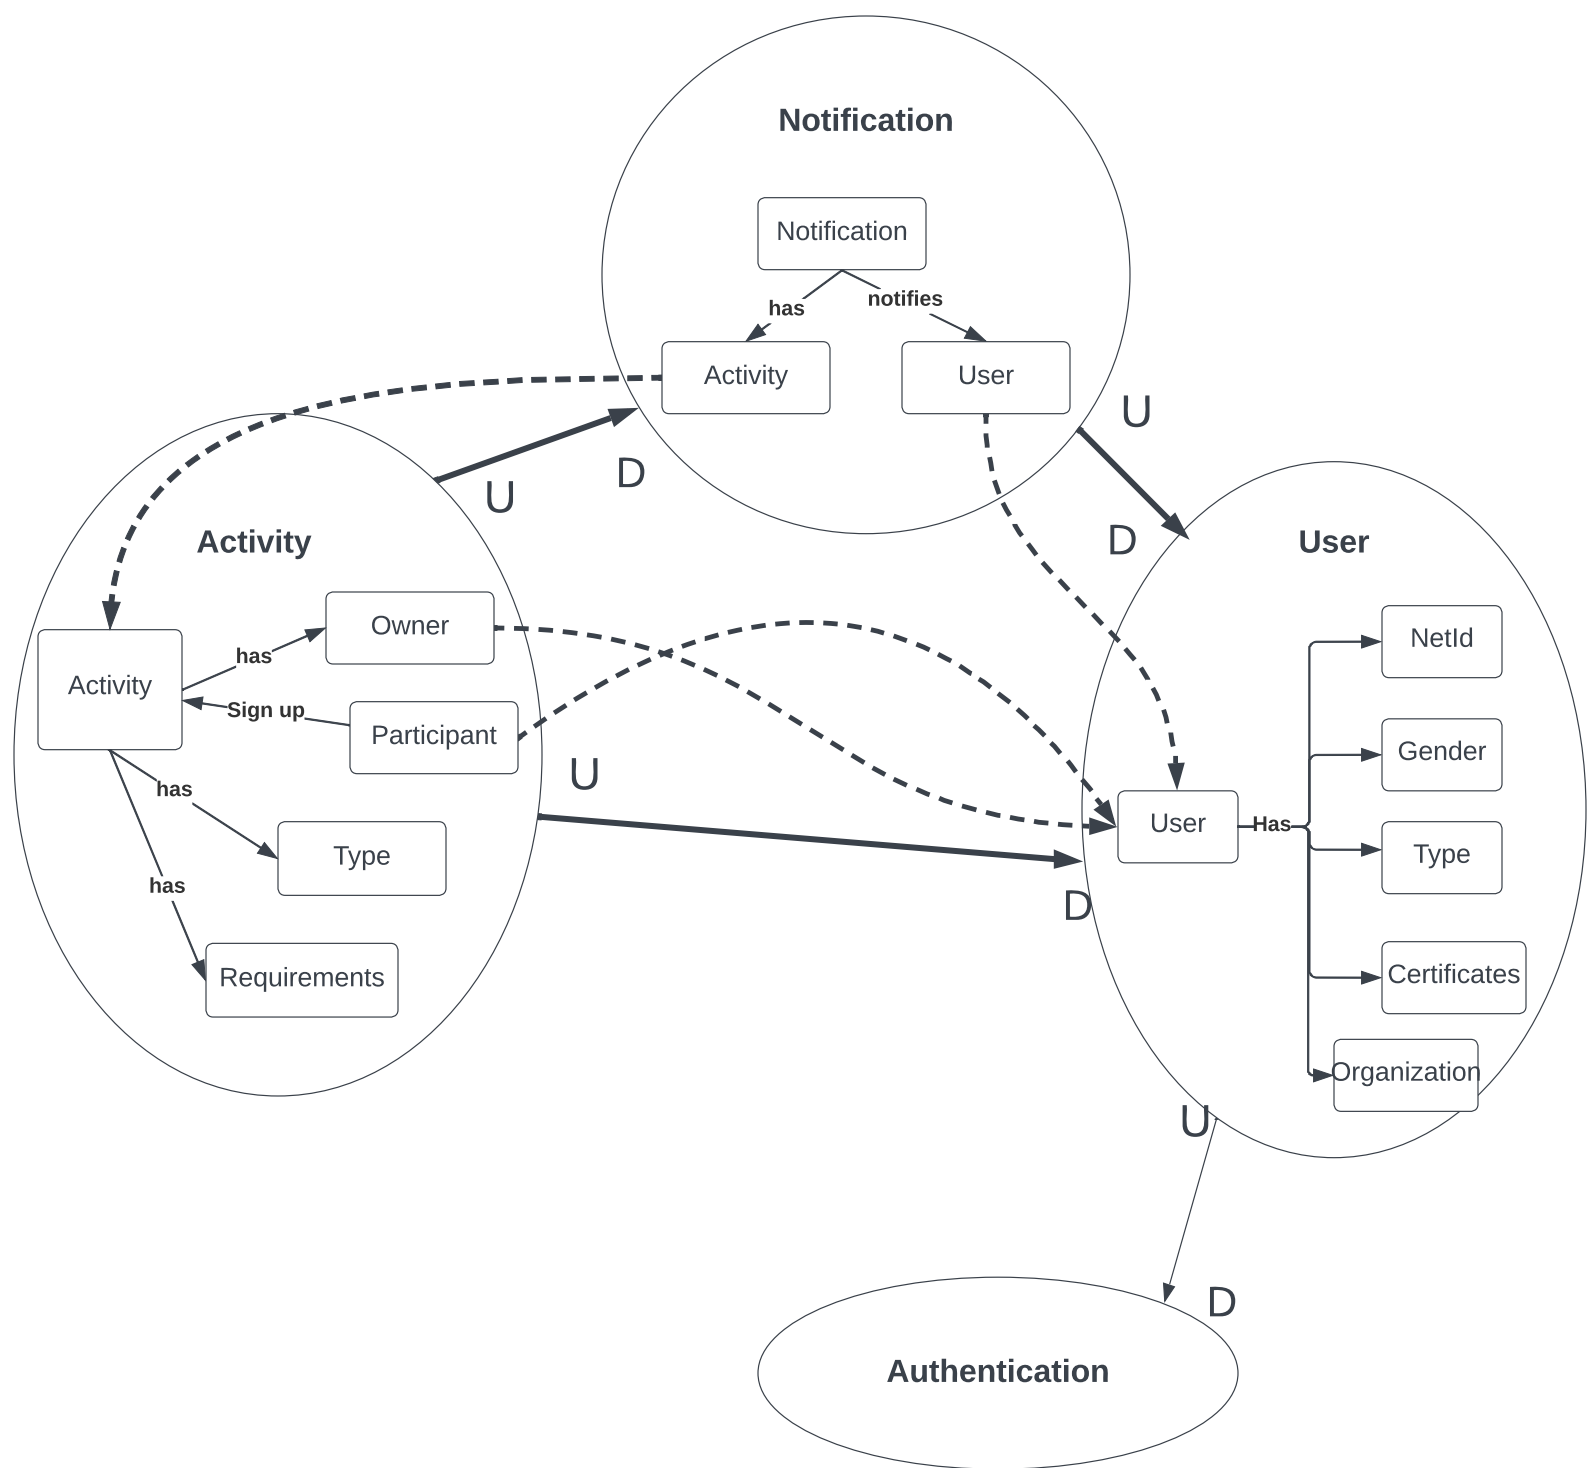 Notification
Notification
has
notifies
Activity
User
U
D
U
D
Activity
Owner
has
Activity
Sign up
Participant
has
Type
has
Requirements
U
D
User
NetId
Gender
User
Has
Type
Certificates
Organization
U
D
Authentication